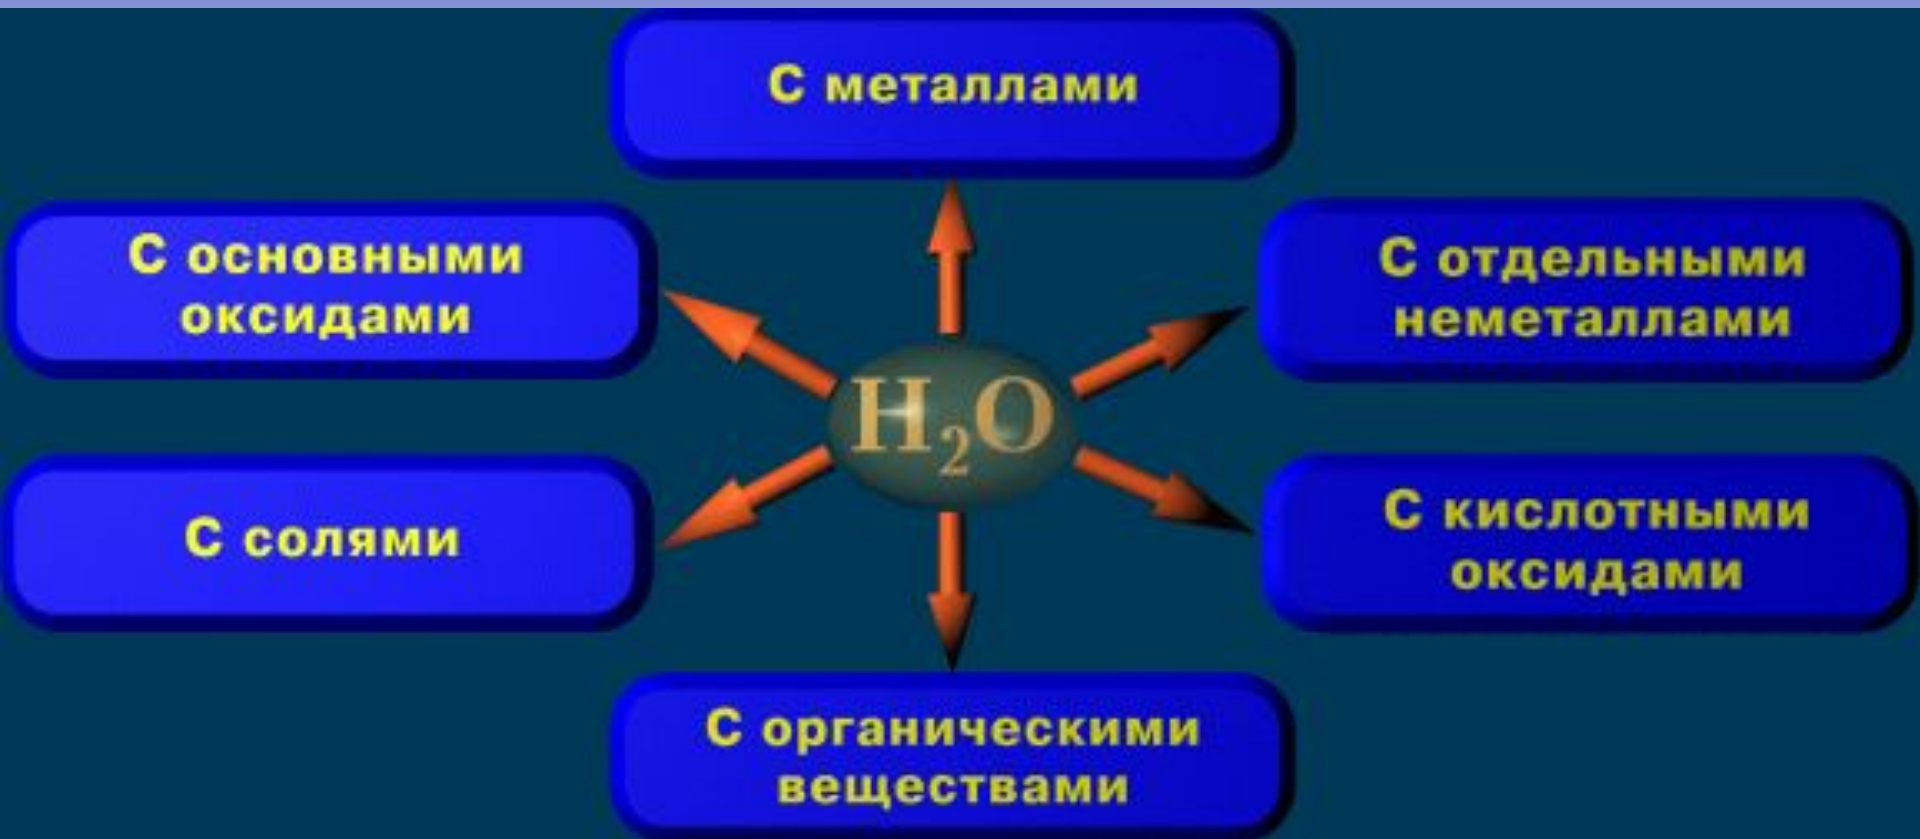 С металлами
С основными
оксидами
С отдельными
неметаллами
H₂O
С солями
С кислотными
оксидами
С органическими
веществами